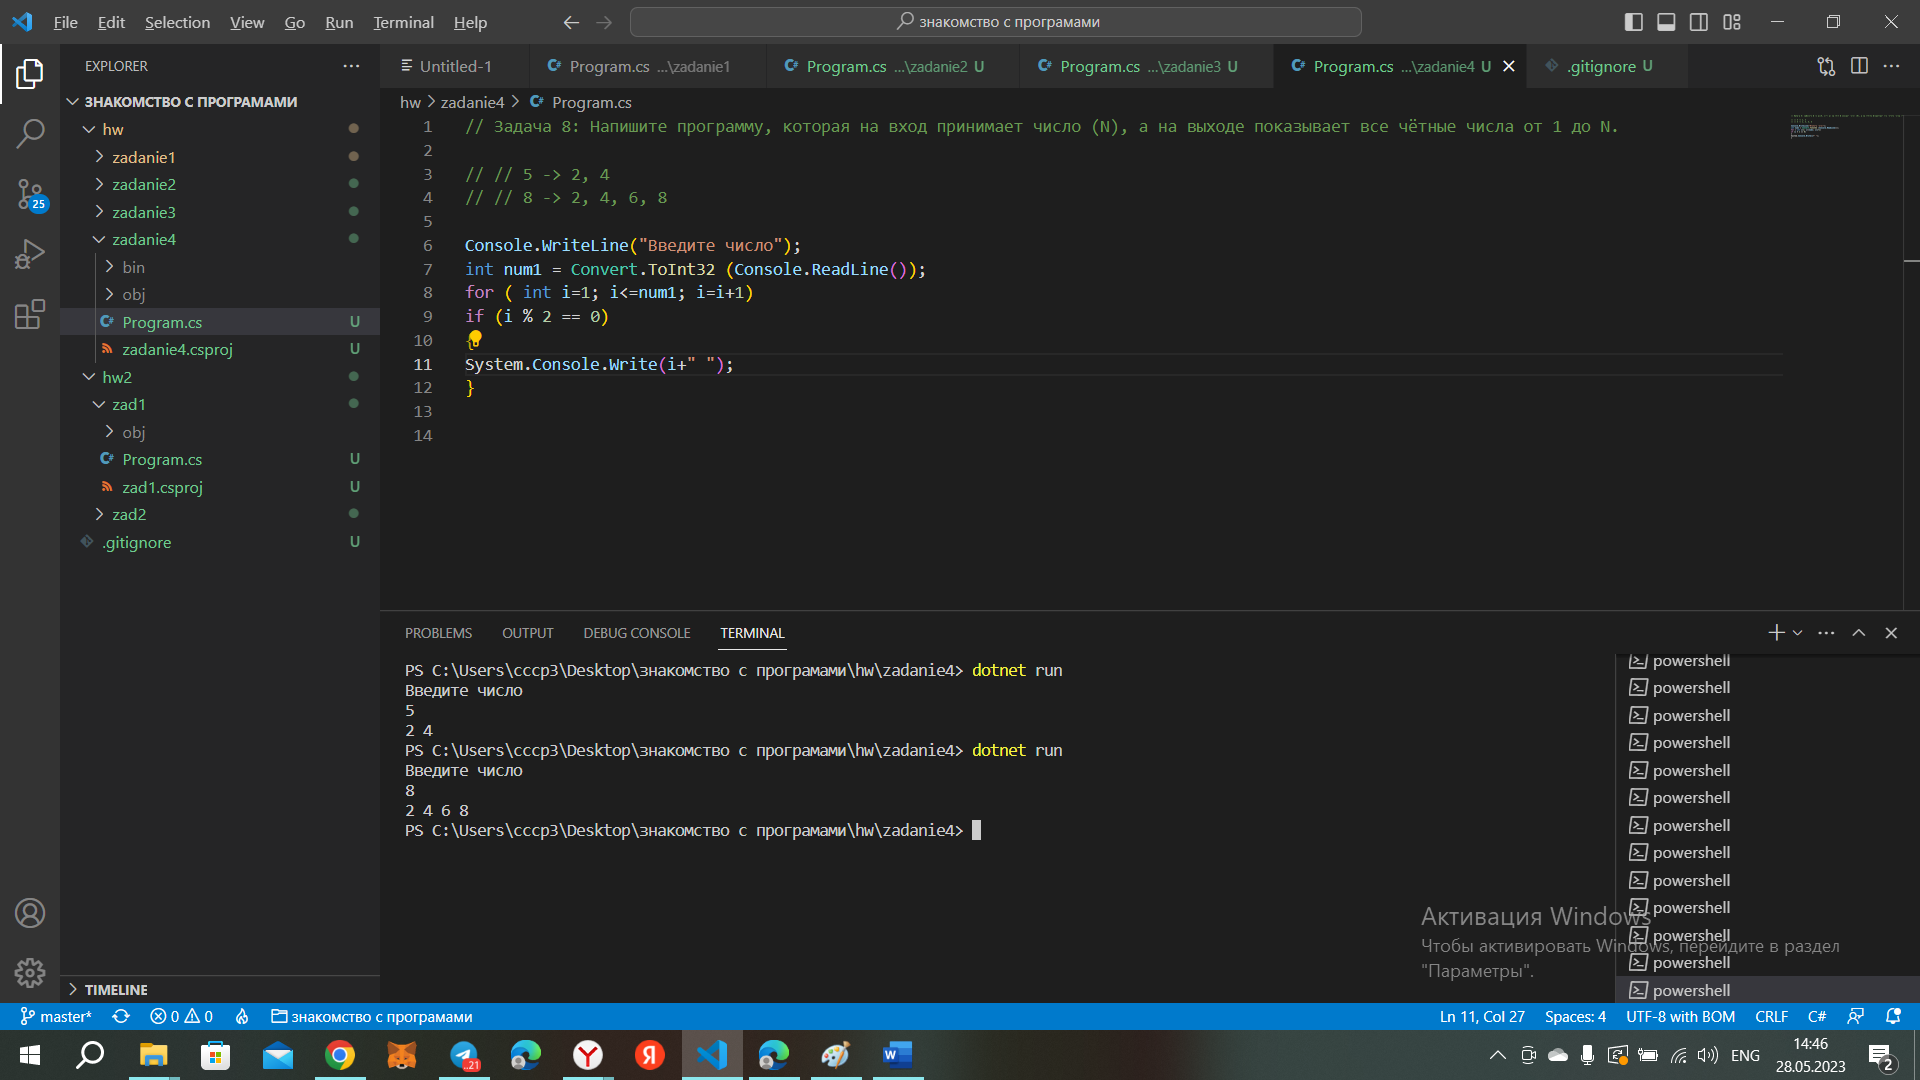 File Edit Selection View Go Run Terminal Help
знакомство с програмами
EXPLORER
ЗНАКОМСТВО С ПРОГРАМАМИ
hw
zadanie1
zadanie2
zadanie3
zadanie4
bin
obj
Program.cs U
zadanie4.csproj U
hw2
zad1
obj
Program.cs U
zad1.csproj U
zad2
.gitignore U
TIMELINE
25
Untitled-1
Program.cs ...\zadanie1
Program.cs ...\zadanie2 U
Program.cs ...\zadanie3 U
Program.cs ...\zadanie4 U
.gitignore U
hw > zadanie4 > Program.cs
1 // Задача 8: Напишите программу, которая на вход принимает число (N), а на выходе показывает все чётные числа от 1 до N.
2
3 // // 5 -> 2, 4
4 // // 8 -> 2, 4, 6, 8
5
6 Console.WriteLine("Введите число");
7 int num1 = Convert.ToInt32 (Console.ReadLine());
8 for ( int i=1; i<=num1; i=i+1)
9 if (i % 2 == 0)
10 {
11 System.Console.Write(i+" ");
12 }
13
14
PROBLEMS OUTPUT DEBUG CONSOLE TERMINAL
PS C:\Users\cccp3\Desktop\знакомство с програмами\hw\zadanie4> dotnet run
Введите число
5
2 4
PS C:\Users\cccp3\Desktop\знакомство с програмами\hw\zadanie4> dotnet run
Введите число
8
2 4 6 8
PS C:\Users\cccp3\Desktop\знакомство с програмами\hw\zadanie4>
powershell
powershell
powershell
powershell
powershell
powershell
powershell
powershell
powershell
powershell
powershell
powershell
powershell
Активация Windows
Чтобы активировать Windows, перейдите в раздел
"Параметры".
master* 0 0 знакомство с програмами
Ln 11, Col 27 Spaces: 4 UTF-8 with BOM CRLF C#
..21
Y
Я
W
ENG
14:46
28.05.2023
2